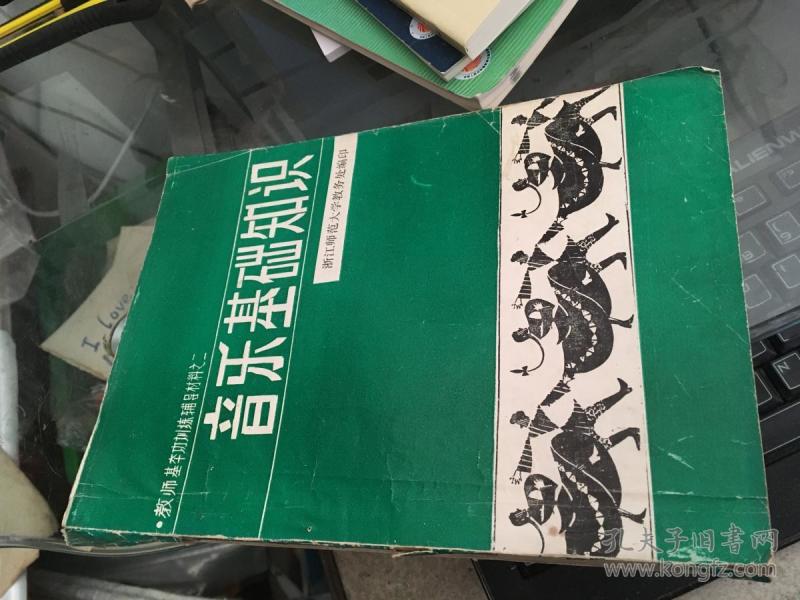 ·教师基本功训练辅导材料之二
音乐基础知识
浙江师范大学教务处编印
I love
ALIENW
孔夫子旧书网
www.kongfz.com